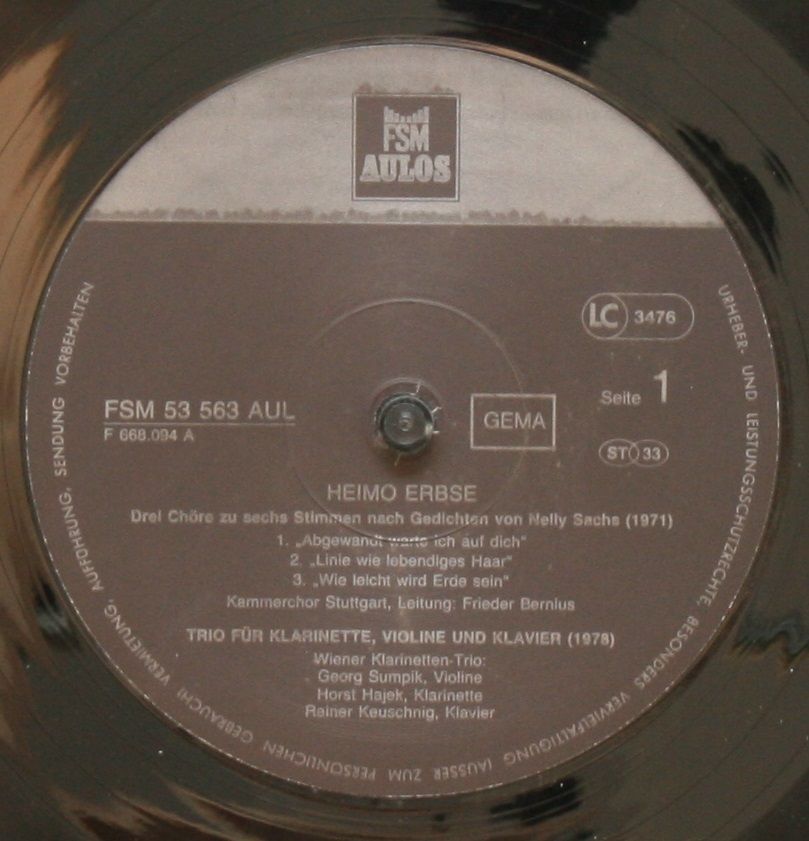 FSM
AULOS
LC 3476
FSM 53 563 AUL
F 668.094 A
GEMA
Seite 1
ST 33
HEIMO ERBSE
Drei Chöre zu sechs Stimmen nach Gedichten von Nelly Sachs (1971)
1. „Abgewandt warte ich auf dich“
2. „Linie wie lebendiges Haar“
3. „Wie leicht wird Erde sein“
Kammerchor Stuttgart, Leitung: Frieder Bernius
TRIO FÜR KLARINETTE, VIOLINE UND KLAVIER (1978)
Wiener Klarinetten-Trio:
Georg Sumpik, Violine
Horst Hajek, Klarinette
Rainer Keuschnig, Klavier
URHEBER- UND LEISTUNGSSCHUTZRECHTE, BESONDERS VERVIELFÄLTIGUNG (AUSSER ZUM PERSÖNLICHEN GEBRAUCH) VERMIETUNG, AUFFÜHRUNG, SENDUNG VORBEHALTEN